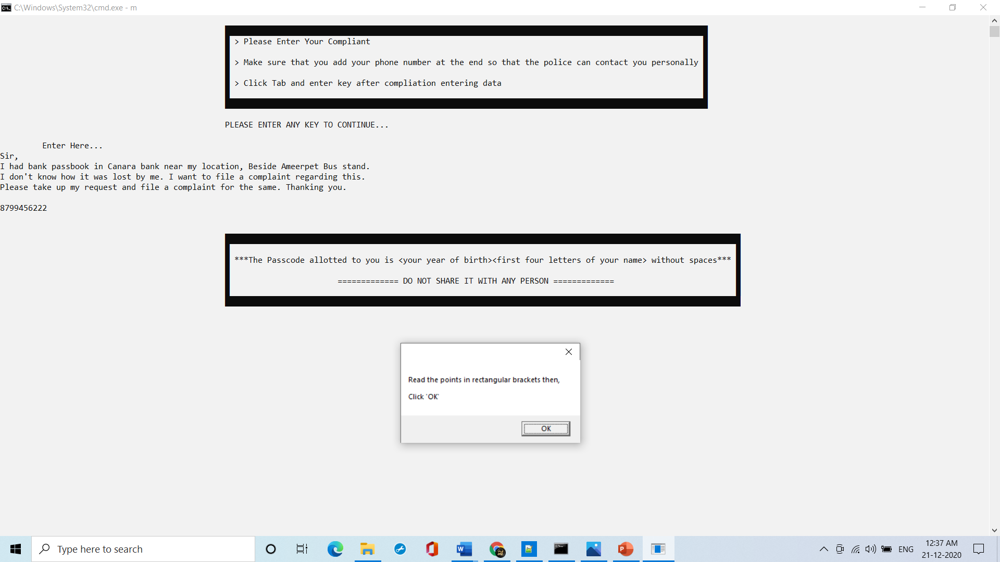 C:\Windows\System32\cmd.exe - m
> Please Enter Your Compliant
> Make sure that you add your phone number at the end so that the police can contact you personally
> Click Tab and enter key after compliation entering data
PLEASE ENTER ANY KEY TO CONTINUE...
Enter Here...
Sir,
I had bank passbook in Canara bank near my location, Beside Ameerpet Bus stand.
I don't know how it was lost by me. I want to file a complaint regarding this.
Please take up my request and file a complaint for the same. Thanking you.
8799456222
***The Passcode allotted to you is <your year of birth><first four letters of your name> without spaces***
============= DO NOT SHARE IT WITH ANY PERSON =============
Read the points in rectangular brackets then,
Click 'OK'
OK
Type here to search
ENG
12:37 AM
21-12-2020